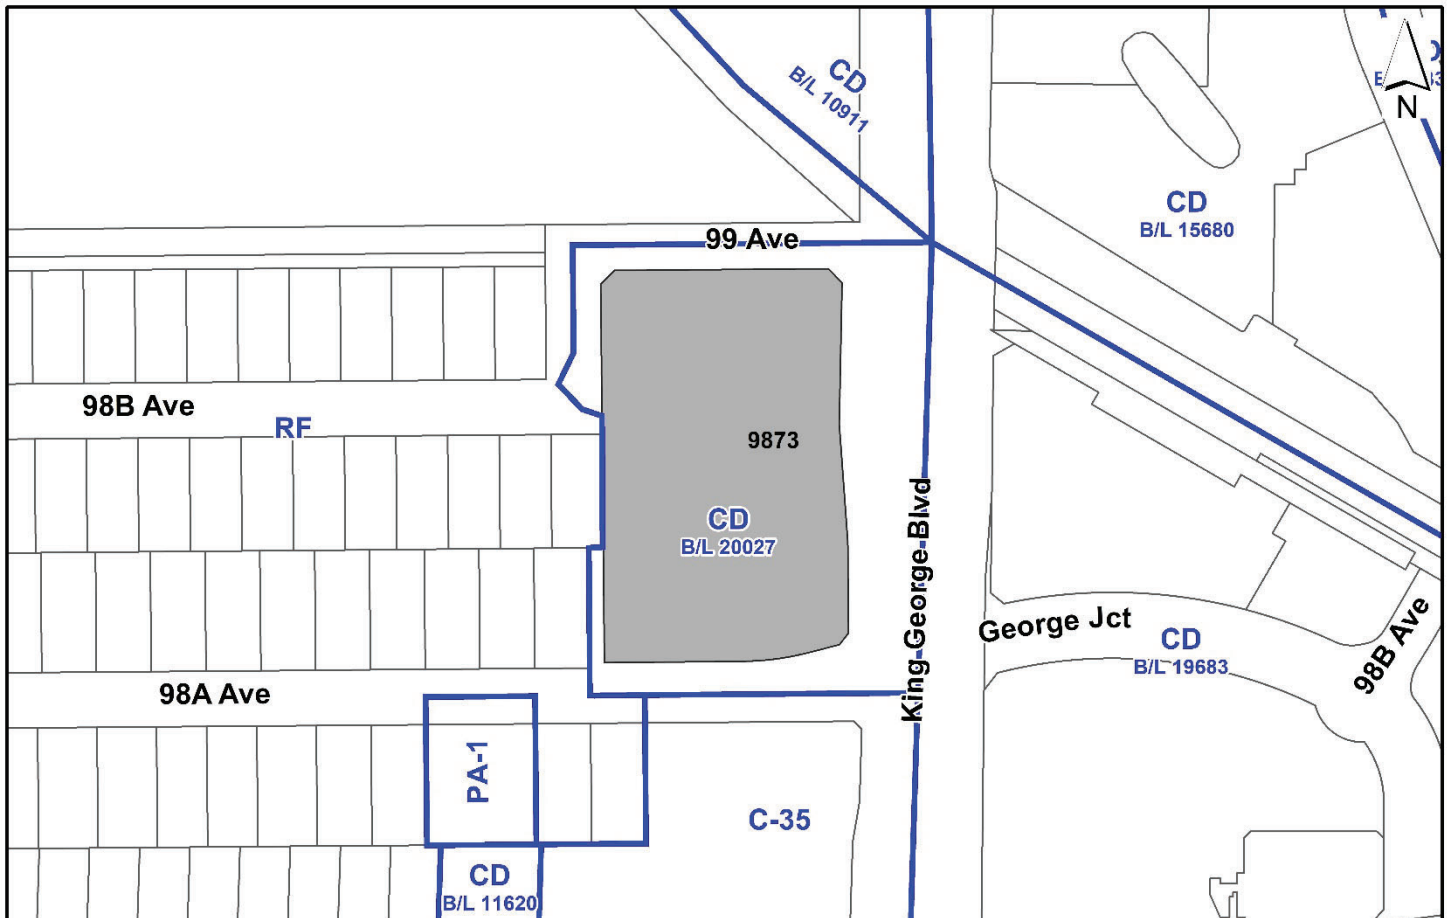 CD
B/L 10911
N
CD
B/L 15680
99 Ave
98B Ave
RF
9873
CD
B/L 20027
King George Blvd
George Jct
CD
B/L 19683
98B Ave
98A Ave
PA-1
C-35
CD
B/L 11620